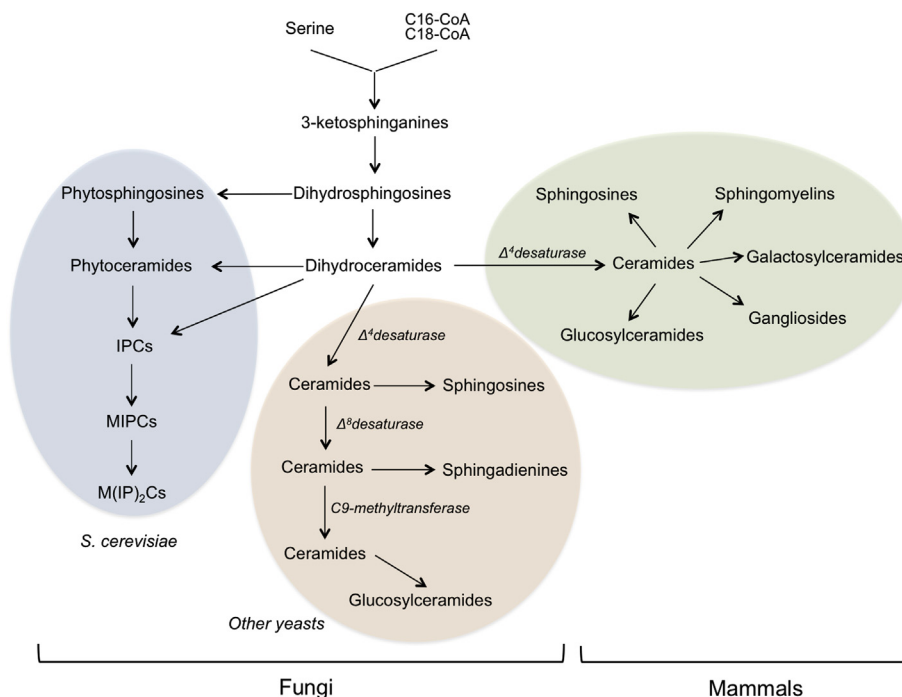 Serine
C16-CoA
C18-CoA
3-ketosphinganines
Phytosphingosines
Dihydrosphingosines
Sphingosines
Sphingomyelins
Phytoceramides
Dihydroceramides
Δ⁴desaturase
Ceramides
Galactosylceramides
Gangliosides
Glucosylceramides
IPCs
Δ⁴desaturase
Ceramides
Sphingosines
MIPCs
Δ⁸desaturase
Ceramides
Sphingadienines
M(IP)₂Cs
C9-methyltransferase
S. cerevisiae
Ceramides
Glucosylceramides
Other yeasts
Fungi
Mammals